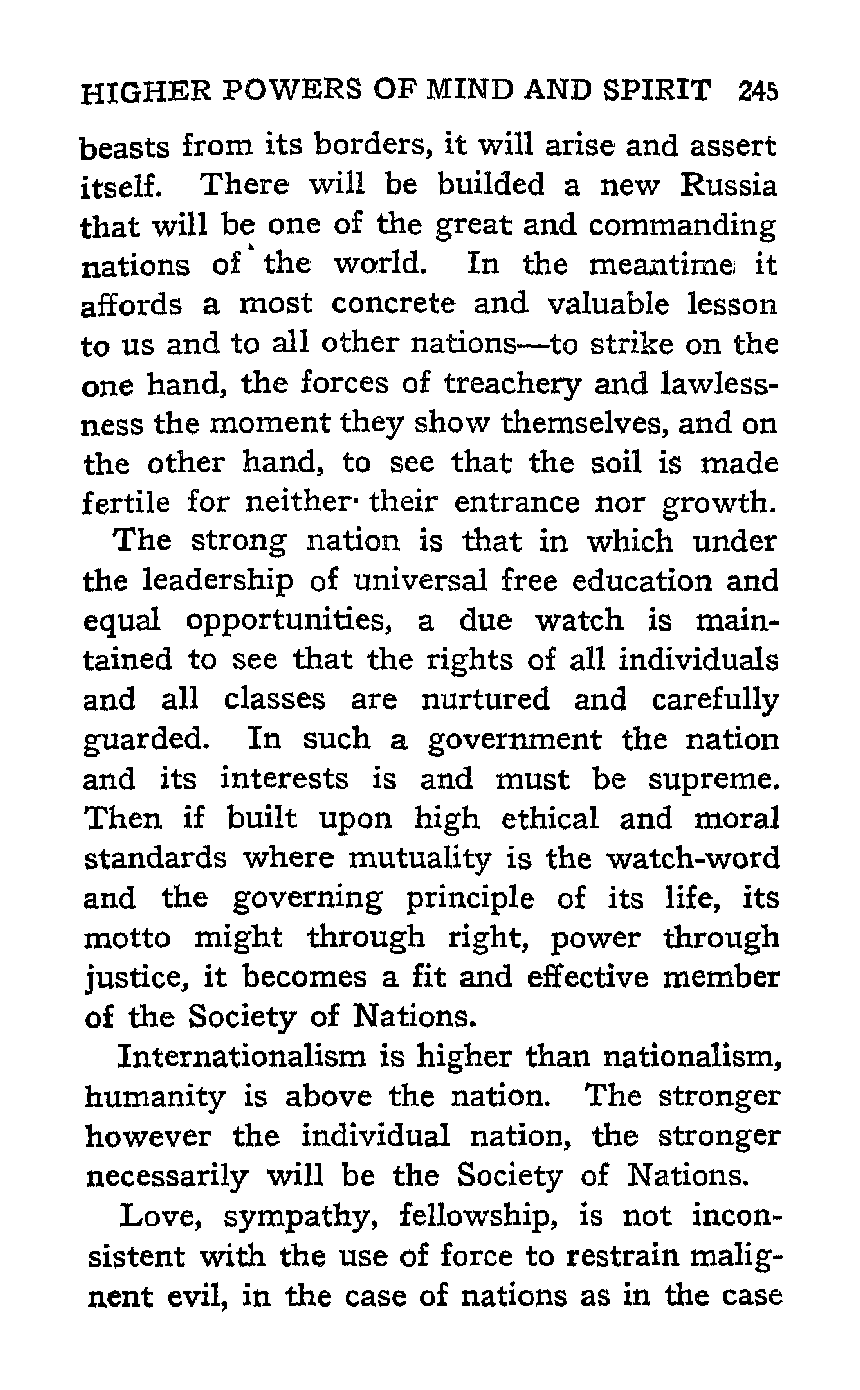 HIGHER POWERS OF MIND AND SPIRIT 245
beasts from its borders, it will arise and assert
itself. There will be builded a new Russia
that will be one of the great and commanding
nations of the world. In the meantime it
affords a most concrete and valuable lesson
to us and to all other nations—to strike on the
one hand, the forces of treachery and lawless-
ness the moment they show themselves, and on
the other hand, to see that the soil is made
fertile for neither their entrance nor growth.
The strong nation is that in which under
the leadership of universal free education and
equal opportunities, a due watch is main-
tained to see that the rights of all individuals
and all classes are nurtured and carefully
guarded. In such a government the nation
and its interests is and must be supreme.
Then if built upon high ethical and moral
standards where mutuality is the watch-word
and the governing principle of its life, its
motto might through right, power through
justice, it becomes a fit and effective member
of the Society of Nations.
Internationalism is higher than nationalism,
humanity is above the nation. The stronger
however the individual nation, the stronger
necessarily will be the Society of Nations.
Love, sympathy, fellowship, is not incon-
sistent with the use of force to restrain malig-
nent evil, in the case of nations as in the case